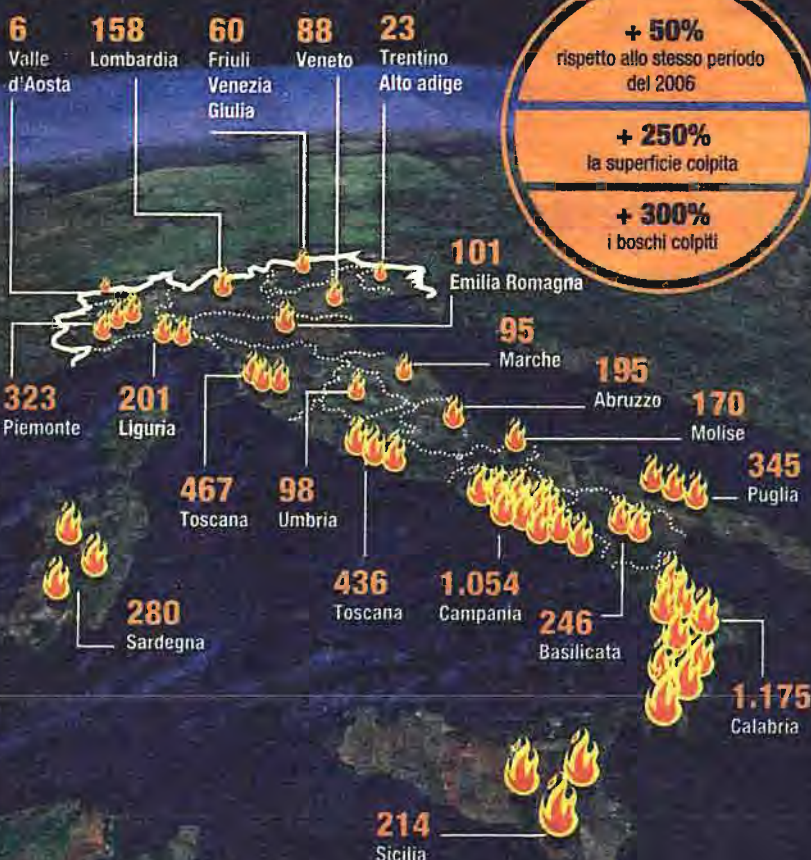 6
Valle
d'Aosta
158
Lombardia
60
Friuli
Venezia
Giulia
88
Veneto
23
Trentino
Alto adige
+ 50%
rispetto allo stesso periodo
del 2006
+ 250%
la superficie colpita
+ 300%
i boschi colpiti
101
Emilia Romagna
95
Marche
195
Abruzzo
170
Molise
345
Puglia
323
Piemonte
201
Liguria
467
Toscana
98
Umbria
436
Toscana
1.054
Campania
246
Basilicata
280
Sardegna
1.175
Calabria
214
Sicilia